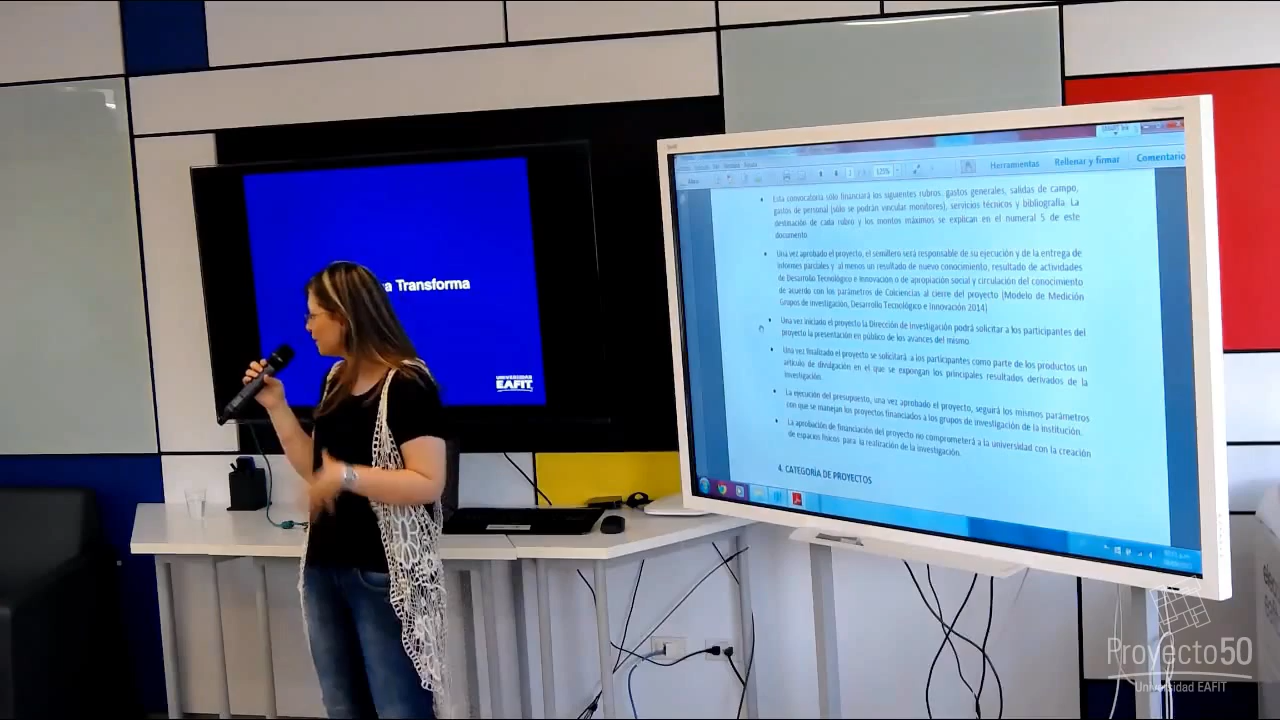 a Transforma
UNIVERSIDAD
EAFIT
Herramientas
Rellenar y firmar
Comentario
125%
Esta convocatoria sólo financiará los siguientes rubros: gastos generales, salidas de campo,
gastos de personal (sólo se podrán vincular monitores), servicios técnicos y bibliografía. La
destinación de cada rubro y los montos máximos se explican en el numeral 5 de este
documento.
Una vez aprobado el proyecto, el semillero será responsable de su ejecución y de la entrega de
informes parciales y al menos un resultado de nuevo conocimiento, resultado de actividades
de Desarrollo Tecnológico e Innovación o de apropiación social y circulación del conocimiento
de acuerdo con los parámetros de Colciencias al cierre del proyecto (Modelo de Medición
Grupos de investigación, Desarrollo Tecnológico e Innovación 2014)
Una vez iniciado el proyecto la Dirección de investigación podrá solicitar a los participantes del
proyecto la presentación en público de los avances del mismo.
Una vez finalizado el proyecto se solicitará a los participantes como parte de los productos un
artículo de divulgación en el que se expongan los principales resultados derivados de la
investigación.
La ejecución del presupuesto, una vez aprobado el proyecto, seguirá los mismos parámetros
con que se manejan los proyectos financiados a los grupos de investigación de la institución.
La aprobación de financiación del proyecto no comprometerá a la universidad con la creación
de espacios físicos para la realización de la investigación.
4. CATEGORÍA DE PROYECTOS
Proyecto50
Universidad EAFIT